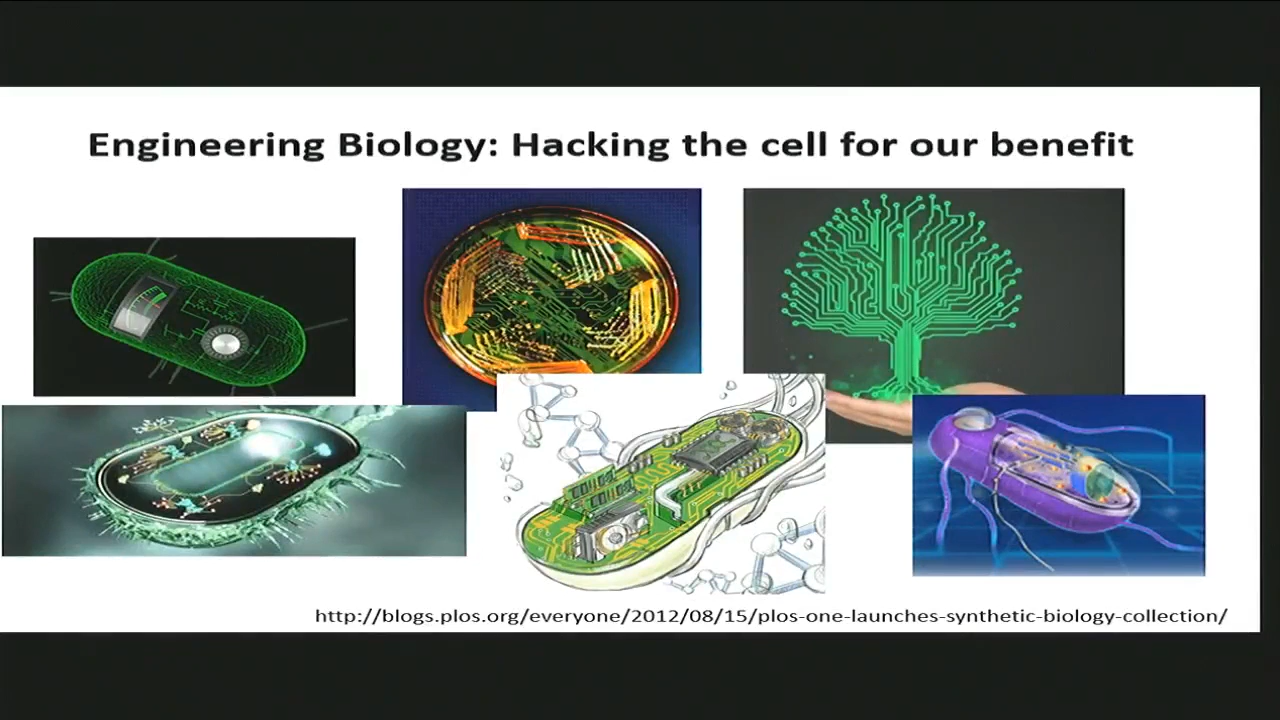 Engineering Biology: Hacking the cell for our benefit
http://blogs.plos.org/everyone/2012/08/15/plos-one-launches-synthetic-biology-collection/